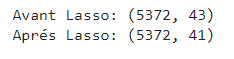 Avant Lasso: (5372, 43)
Aprés Lasso: (5372, 41)